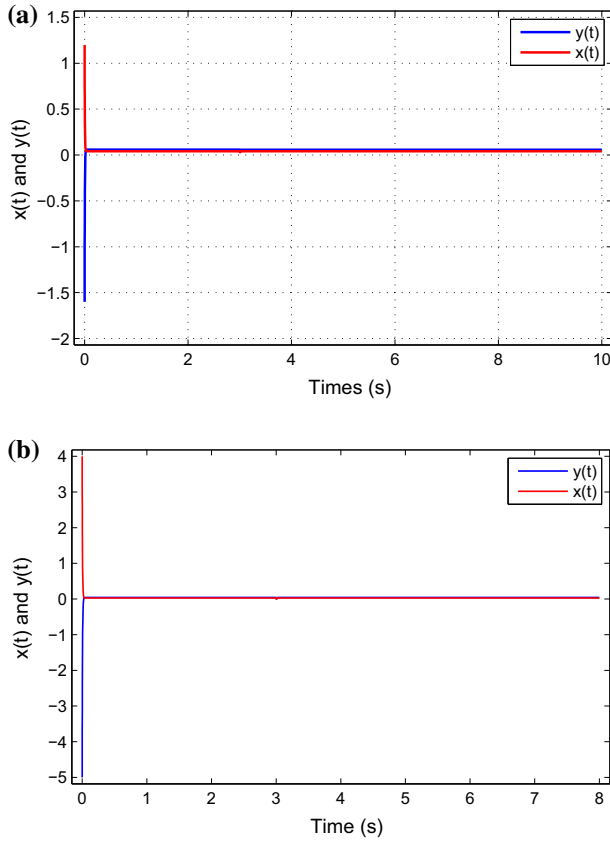 (a)
1.5
1
0.5
0
−0.5
−1
−1.5
−2
x(t) and y(t)
y(t)
x(t)
0 2 4 6 8 10
Times (s)
(b)
4
3
2
1
0
−1
−2
−3
−4
−5
x(t) and y(t)
y(t)
x(t)
0 1 2 3 4 5 6 7 8
Time (s)